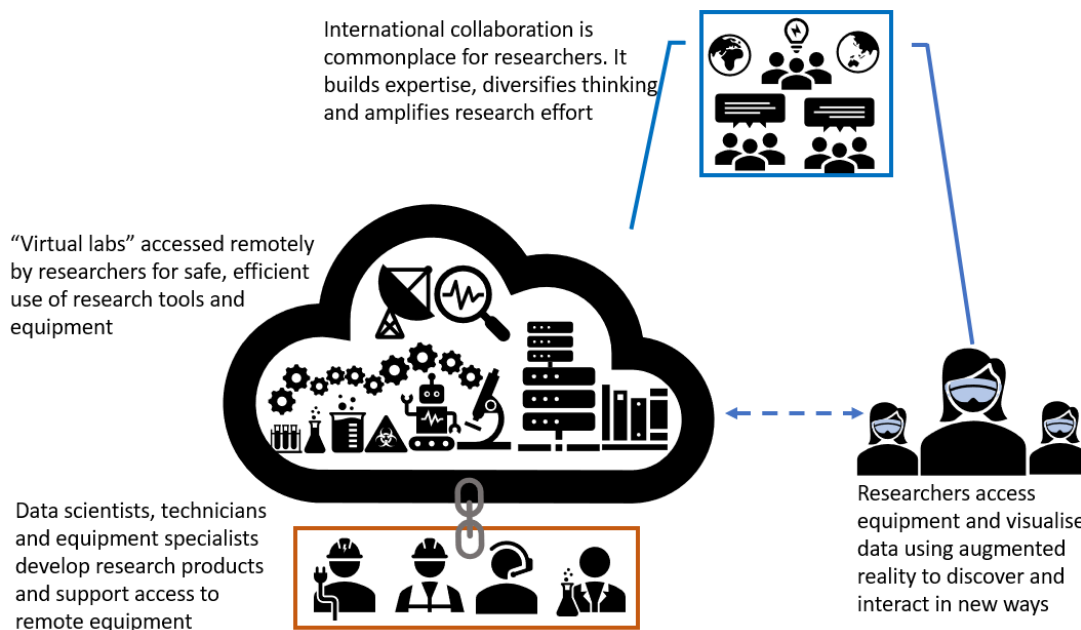 International collaboration is
commonplace for researchers. It
builds expertise, diversifies thinking
and amplifies research effort
“Virtual labs” accessed remotely
by researchers for safe, efficient
use of research tools and
equipment
Data scientists, technicians
and equipment specialists
develop research products
and support access to
remote equipment
Researchers access
equipment and visualise
data using augmented
reality to discover and
interact in new ways